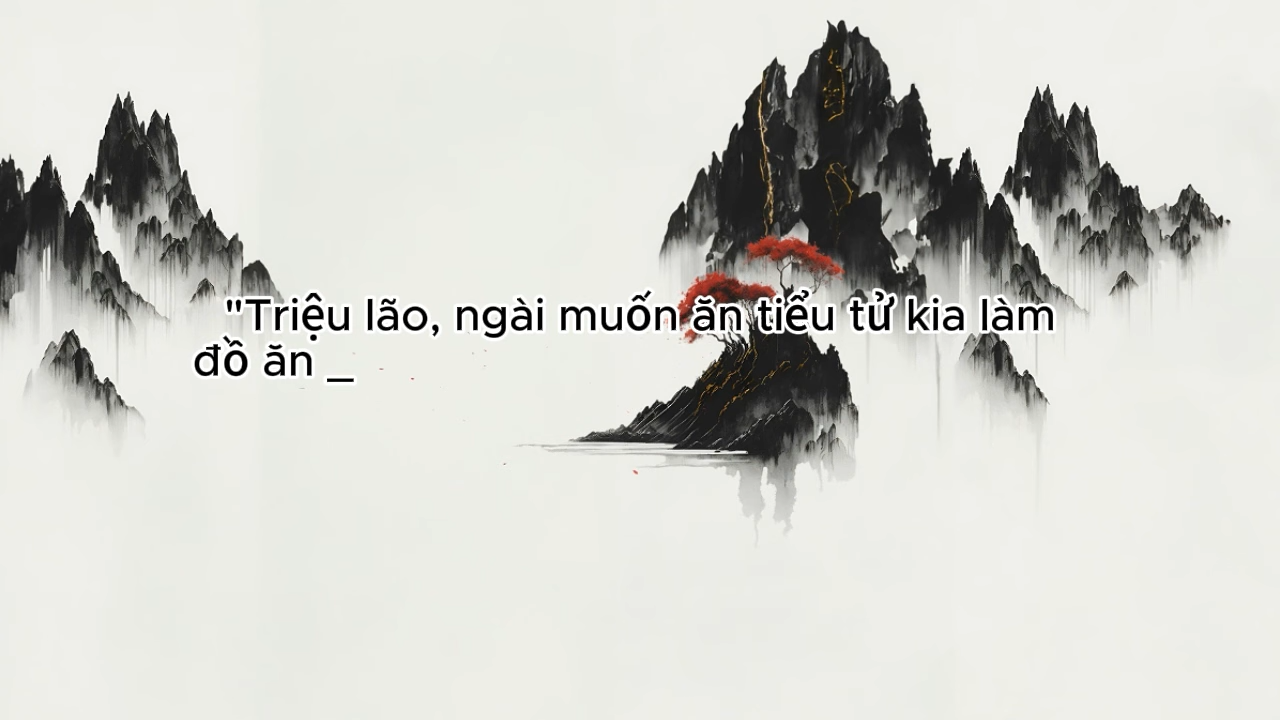 "Triệu lão, ngài muốn ăn tiểu tử kia làm
đồ ăn _